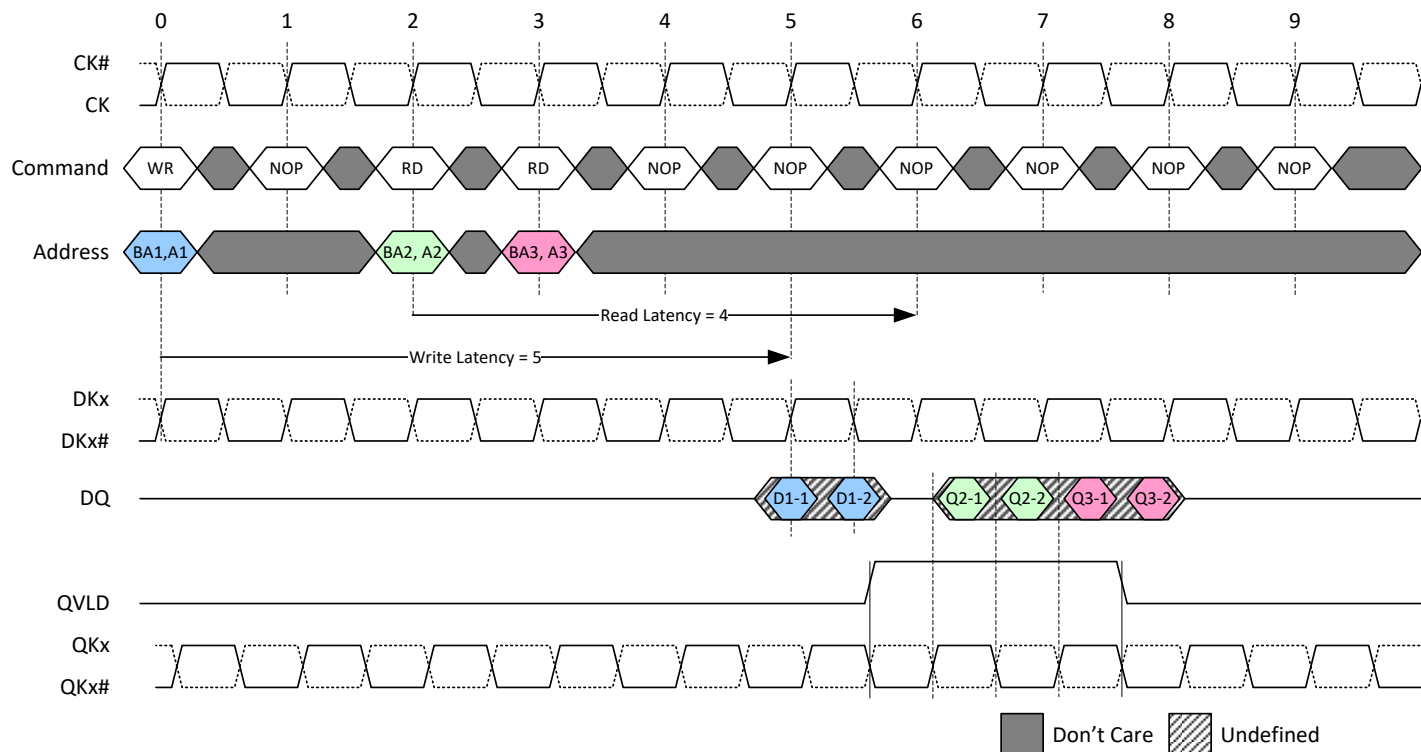 0 1 2 3 4 5 6 7 8 9
CK#
CK
Command WR NOP RD RD NOP NOP NOP NOP NOP NOP
Address BA1,A1 BA2, A2 BA3, A3
Read Latency = 4
Write Latency = 5
DKx
DKx#
DQ D1-1 D1-2 Q2-1 Q2-2 Q3-1 Q3-2
QVLD
QKx
QKx#
Don't Care Undefined